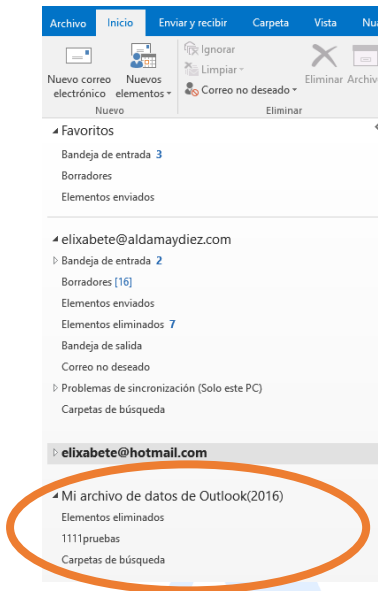 Archivo Inicio Enviar y recibir Carpeta Vista
Ignorar
Limpiar
Correo no deseado
Nuevo correo electrónico
Nuevos elementos
Eliminar
Nuevo Eliminar
Favoritos
Bandeja de entrada 3
Borradores
Elementos enviados
elixabete@aldamaydiez.com
Bandeja de entrada 2
Borradores [16]
Elementos enviados
Elementos eliminados 7
Bandeja de salida
Correo no deseado
Problemas de sincronización (Solo este PC)
Carpetas de búsqueda
elixabete@hotmail.com
Mi archivo de datos de Outlook(2016)
Elementos eliminados
1111pruebas
Carpetas de búsqueda